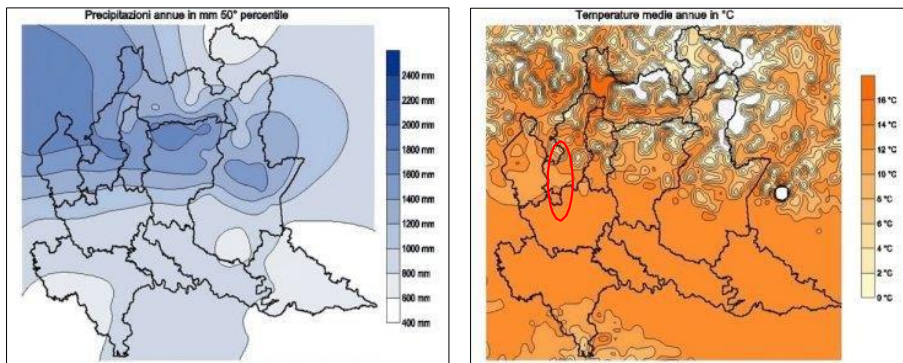 Precipitazioni annue in mm 50° percentile
2400 mm
2200 mm
2000 mm
1800 mm
1600 mm
1400 mm
1200 mm
1000 mm
800 mm
600 mm
400 mm
Temperature medie annue in °C
16 °C
14 °C
12 °C
10 °C
8 °C
6 °C
4 °C
2 °C
0 °C